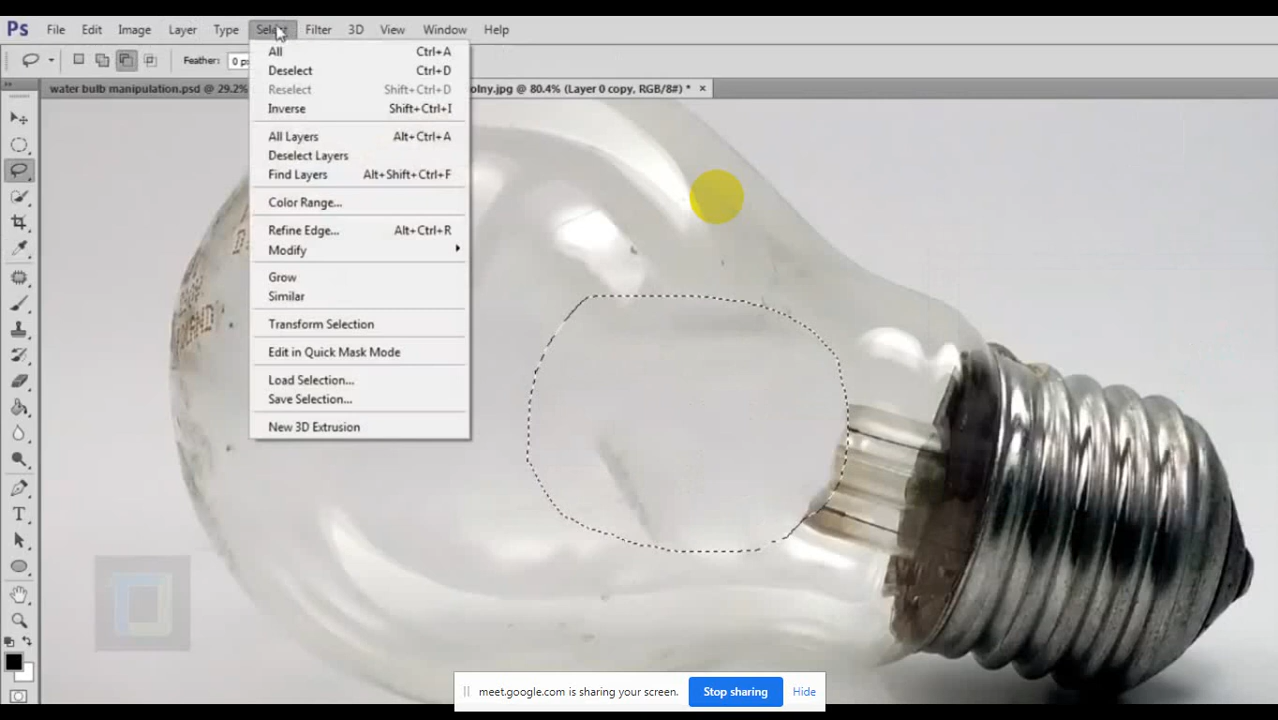 Ps File Edit Image Layer Type Select Filter 3D View Window Help
Feather: 0 p
water bulb manipulation.psd @ 29.2%
olny.jpg @ 80.4% (Layer 0 copy, RGB/8#) * ×
All Ctrl+A
Deselect Ctrl+D
Reselect Shift+Ctrl+D
Inverse Shift+Ctrl+I
All Layers Alt+Ctrl+A
Deselect Layers
Find Layers Alt+Shift+Ctrl+F
Color Range...
Refine Edge... Alt+Ctrl+R
Modify
Grow
Similar
Transform Selection
Edit in Quick Mask Mode
Load Selection...
Save Selection...
New 3D Extrusion
T
meet.google.com is sharing your screen. Stop sharing Hide